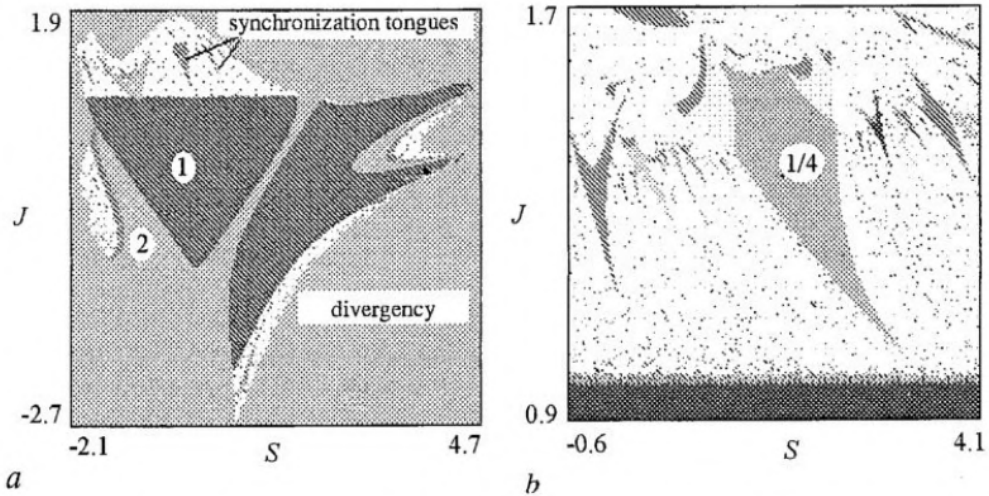 1.9
synchronization tongues
1
J
2
divergency
-2.7
-2.1
S
4.7
a
1.7
1/4
J
0.9
-0.6
S
4.1
b